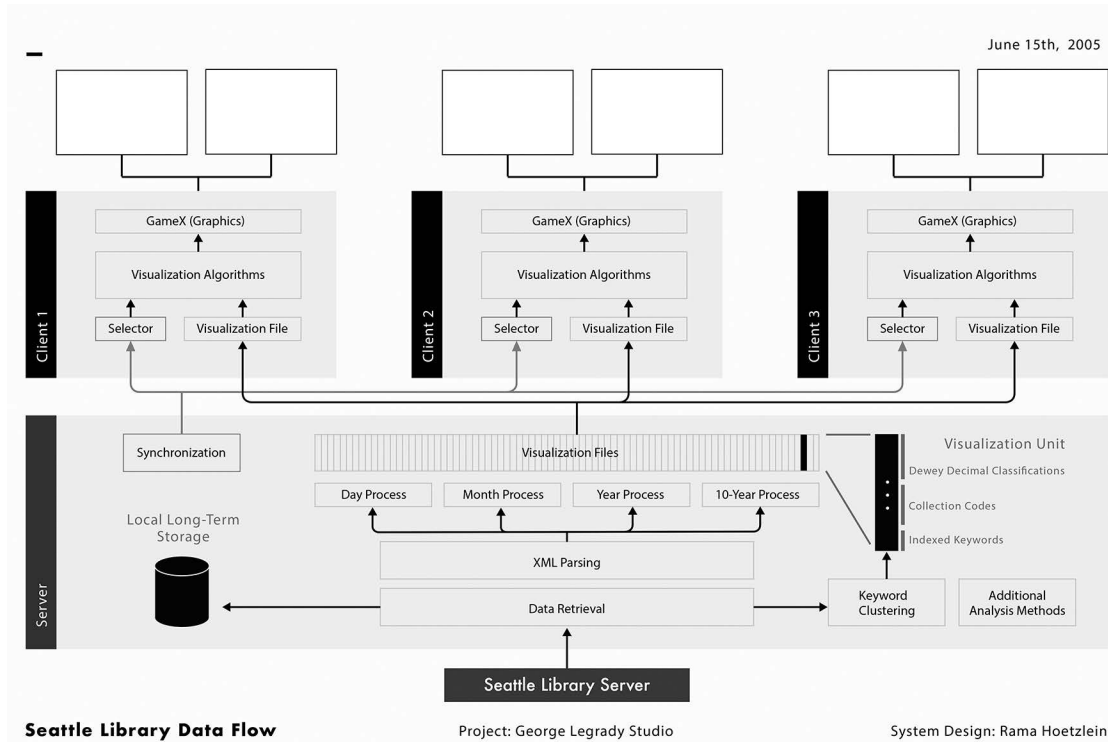 June 15th, 2005
Client 1
GameX (Graphics)
Visualization Algorithms
Selector
Visualization File
Client 2
GameX (Graphics)
Visualization Algorithms
Selector
Visualization File
Client 3
GameX (Graphics)
Visualization Algorithms
Selector
Visualization File
Server
Synchronization
Visualization Files
Visualization Unit
Dewey Decimal Classifications
Collection Codes
Indexed Keywords
Day Process
Month Process
Year Process
10-Year Process
Local Long-Term
Storage
XML Parsing
Data Retrieval
Keyword
Clustering
Additional
Analysis Methods
Seattle Library Server
Seattle Library Data Flow
Project: George Legrady Studio
System Design: Rama Hoetzlein